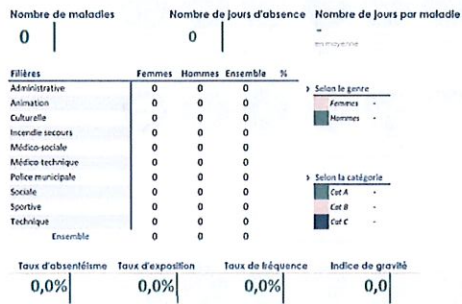 Nombre de maladies
0
Nombre de jours d'absence
0
Nombre de jours par maladie
-
en moyenne
Filières Femmes Hommes Ensemble %
Administrative 0 0 0
Animation 0 0 0
Culturelle 0 0 0
Incendie secours 0 0 0
Médico-sociale 0 0 0
Médico-technique 0 0 0
Police municipale 0 0 0
Sociale 0 0 0
Sportive 0 0 0
Technique 0 0 0
Ensemble 0 0 0
› Selon le genre
Femmes -
Hommes -
› Selon la catégorie
Cat A -
Cat B -
Cat C -
Taux d'absentéisme
0,0%
Taux d'exposition
0,0%
Taux de fréquence
0,0%
Indice de gravité
0,0